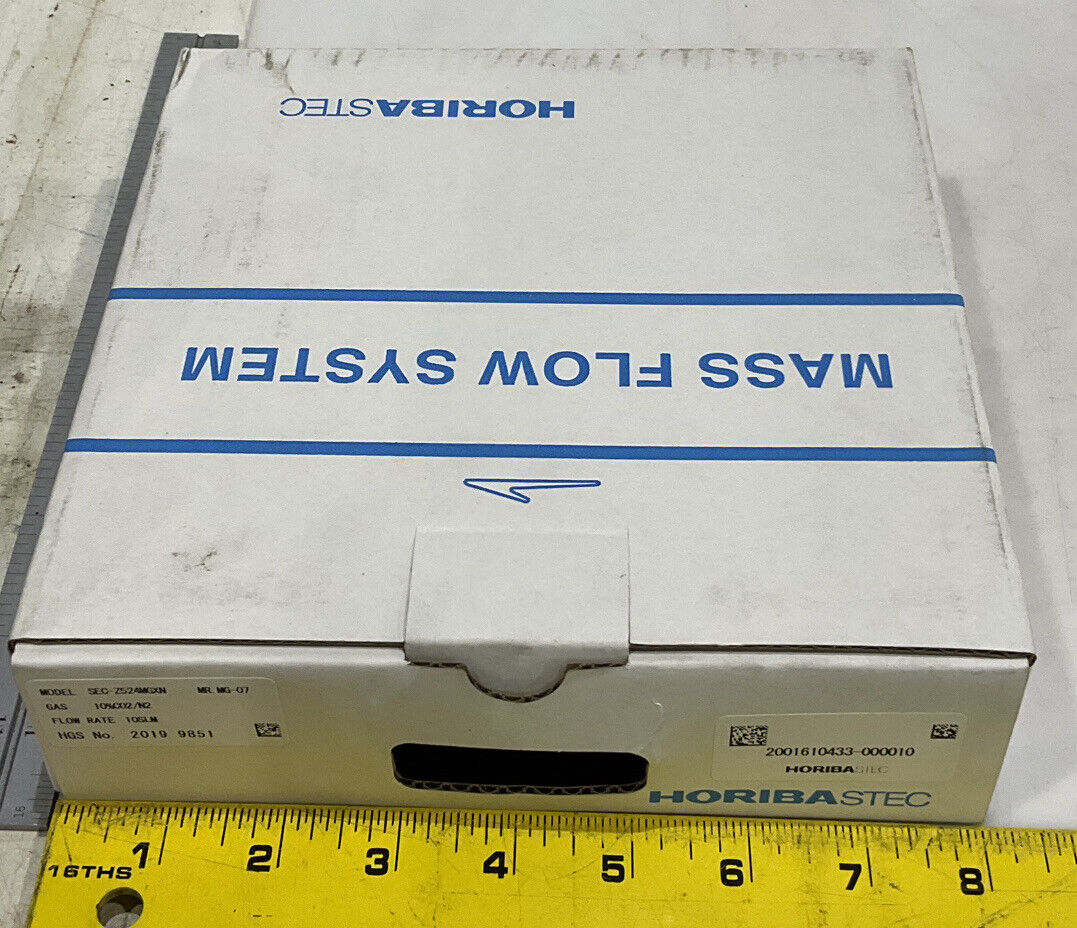 HORIBASTEC
MASS FLOW SYSTEM
MODEL SEC-Z524MGXN MR MG-07
GAS 10%CO2/N2
FLOW RATE 10SLM
HGS No. 2019 9851
2001610433-000010
HORIBASTEC
HORIBASTEC
1 2 3 4 5 6 7 8
16THS